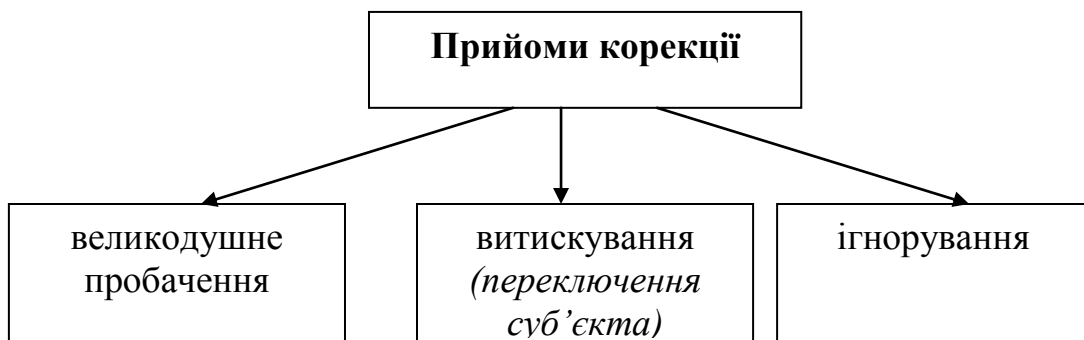 Прийоми корекції
великодушне
пробачення
витискування
(переключення
суб’єкта)
ігнорування